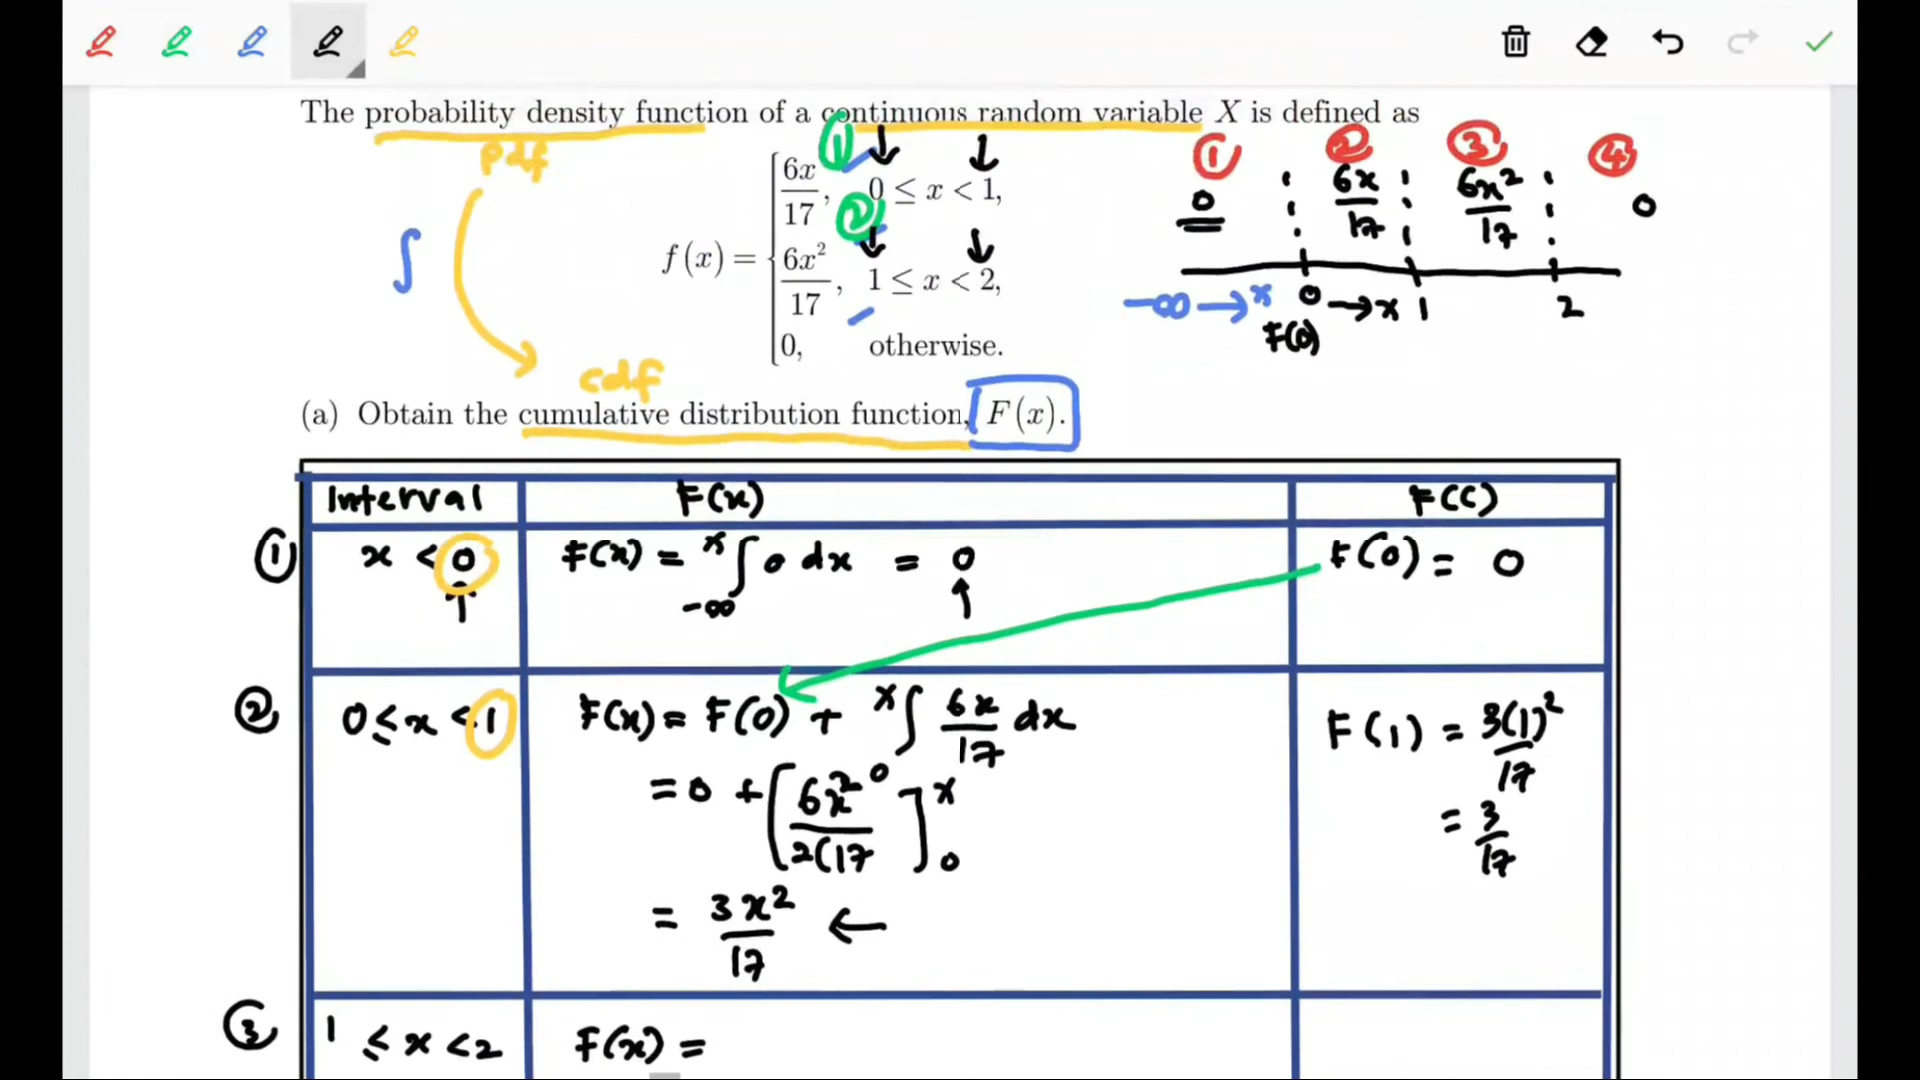 The probability density function of a continuous random variable X is defined as
pdf
f(x) = { 6x/17, 0 ≤ x < 1,
6x²/17, 1 ≤ x < 2,
0, otherwise.
①
②
∫
cdf
① ② ③ ④
0 6x/17 6x²/17 0
-∞ → x 0 → x 1 2
F(0)
(a) Obtain the cumulative distribution function, F(x).
Interval F(x) F(C)
① x < 0 F(x) = ˣ∫-∞ 0 dx = 0 F(0) = 0
② 0 ≤ x < 1 F(x) = F(0) + ˣ∫0 6x/17 dx F(1) = 3(1)²/17
= 0 + [6x²/2(17]ˣ0 = 3/17
= 3x²/17 ←
③ 1 ≤ x < 2 F(x) =